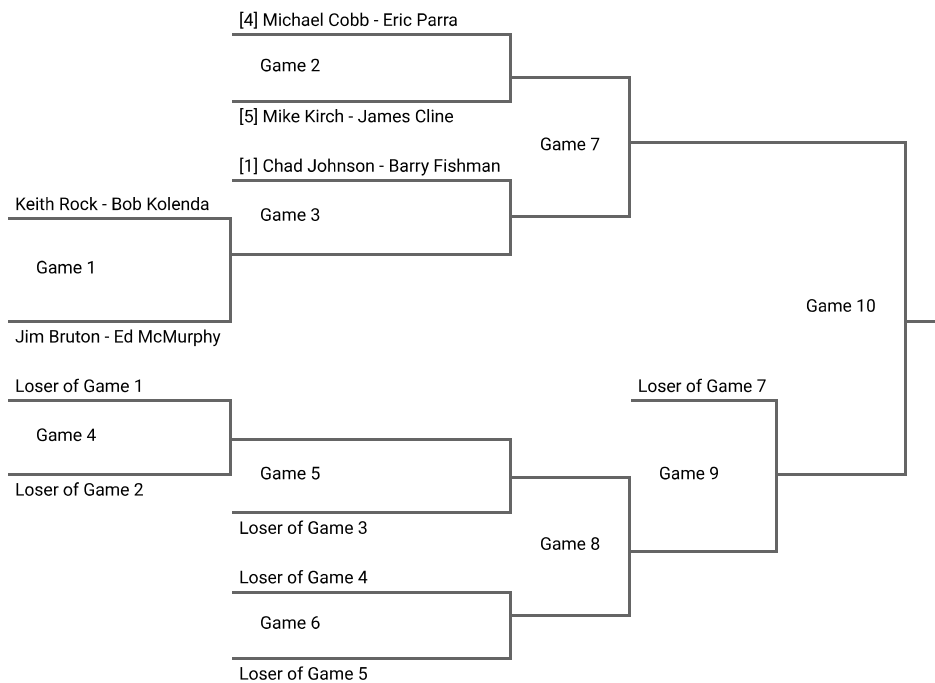 [4] Michael Cobb - Eric Parra
Game 2
[5] Mike Kirch - James Cline
Game 7
[1] Chad Johnson - Barry Fishman
Keith Rock - Bob Kolenda
Game 3
Game 1
Game 10
Jim Bruton - Ed McMurphy
Loser of Game 1
Loser of Game 7
Game 4
Game 5
Game 9
Loser of Game 2
Loser of Game 3
Game 8
Loser of Game 4
Game 6
Loser of Game 5